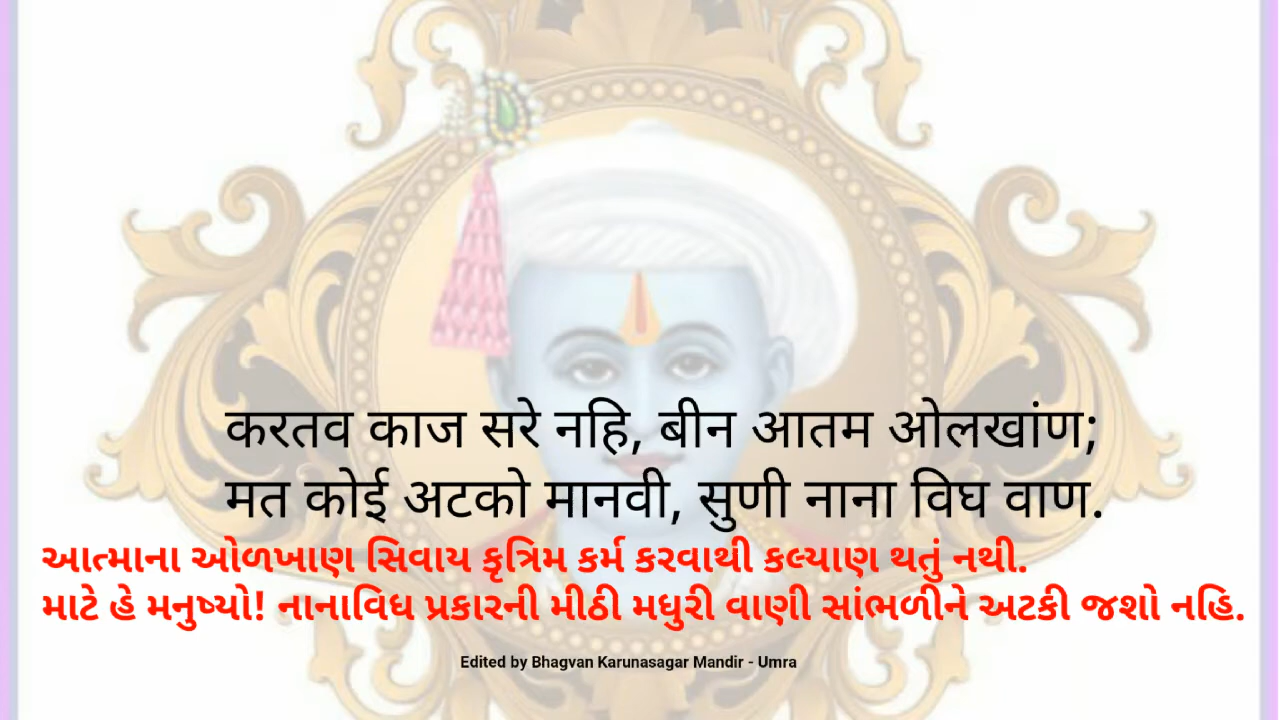 करतव काज सरे नहि, बीन आतम ओलखांण;
मत कोई अटको मानवी, सुणी नाना विघ वाण.
આત્માના ઓળખાણ સિવાય કૃત્રિમ કર્મ કરવાથી કલ્યાણ થતું નથી.
માટે હે મનુષ્યો! નાનાવિધ પ્રકારની મીઠી મધુરી વાણી સાંભળીને અટકી જશો નહિ.
Edited by Bhagvan Karunasagar Mandir - Umra